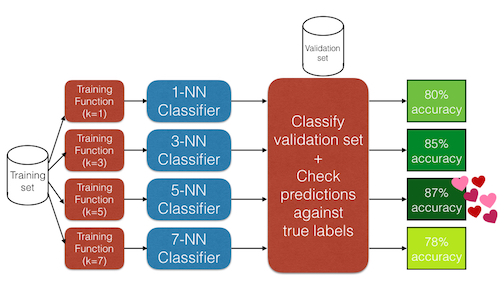 Validation
set
Training
Function
(k=1)
1-NN
Classifier
80%
accuracy
Training
Function
(k=3)
3-NN
Classifier
85%
accuracy
Training
set
Classify
validation set
+
Check
predictions
against
true labels
Training
Function
(k=5)
5-NN
Classifier
87%
accuracy
Training
Function
(k=7)
7-NN
Classifier
78%
accuracy